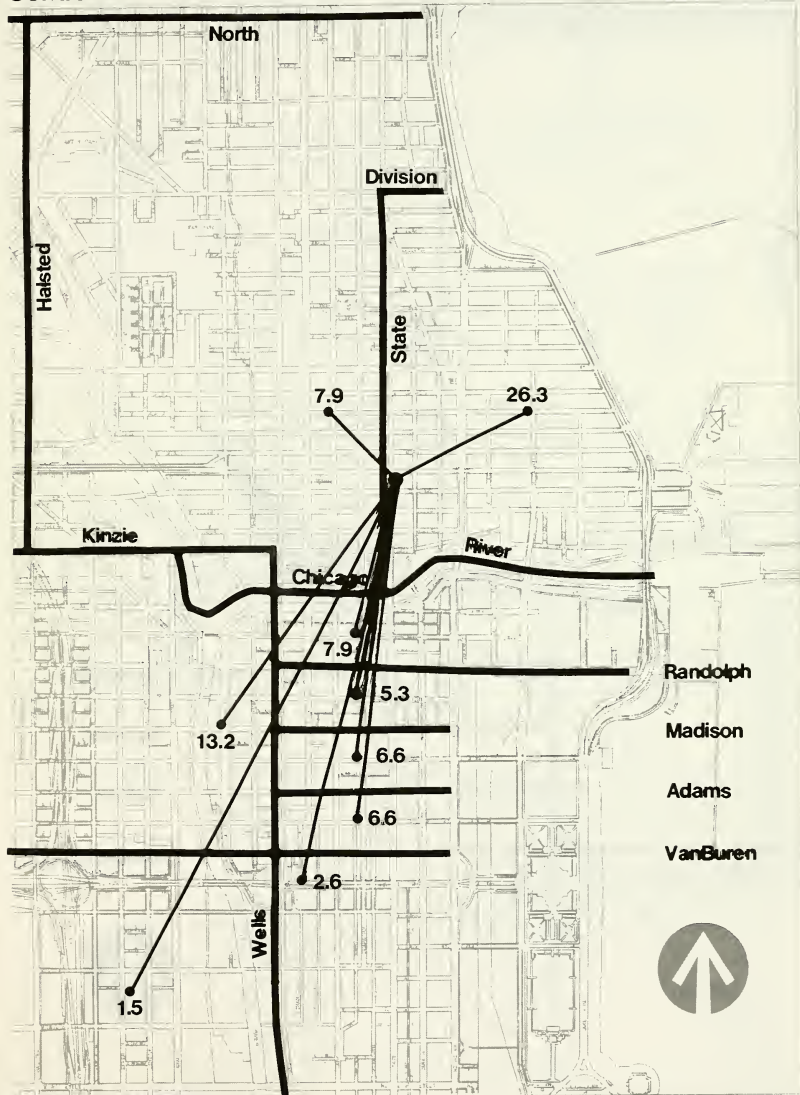 North
Division
Halsted
State
7.9
26.3
Kinzie
River
Chicago
7.9
Randolph
5.3
13.2
Madison
6.6
Adams
6.6
VanBuren
2.6
Wells
1.5